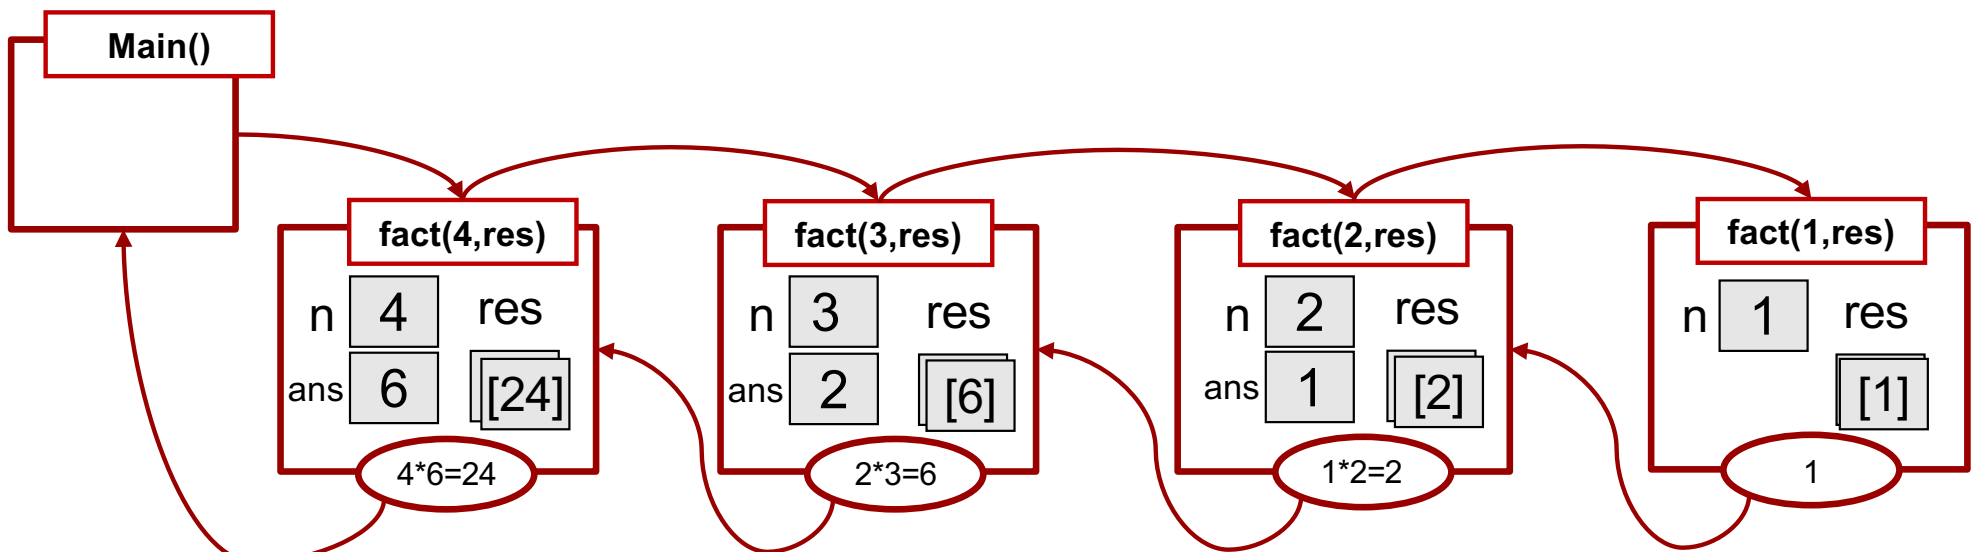 Main()
fact(4,res)
n 4 res
ans 6 [24]
4*6=24
fact(3,res)
n 3 res
ans 2 [6]
2*3=6
fact(2,res)
n 2 res
ans 1 [2]
1*2=2
fact(1,res)
n 1 res
[1]
1